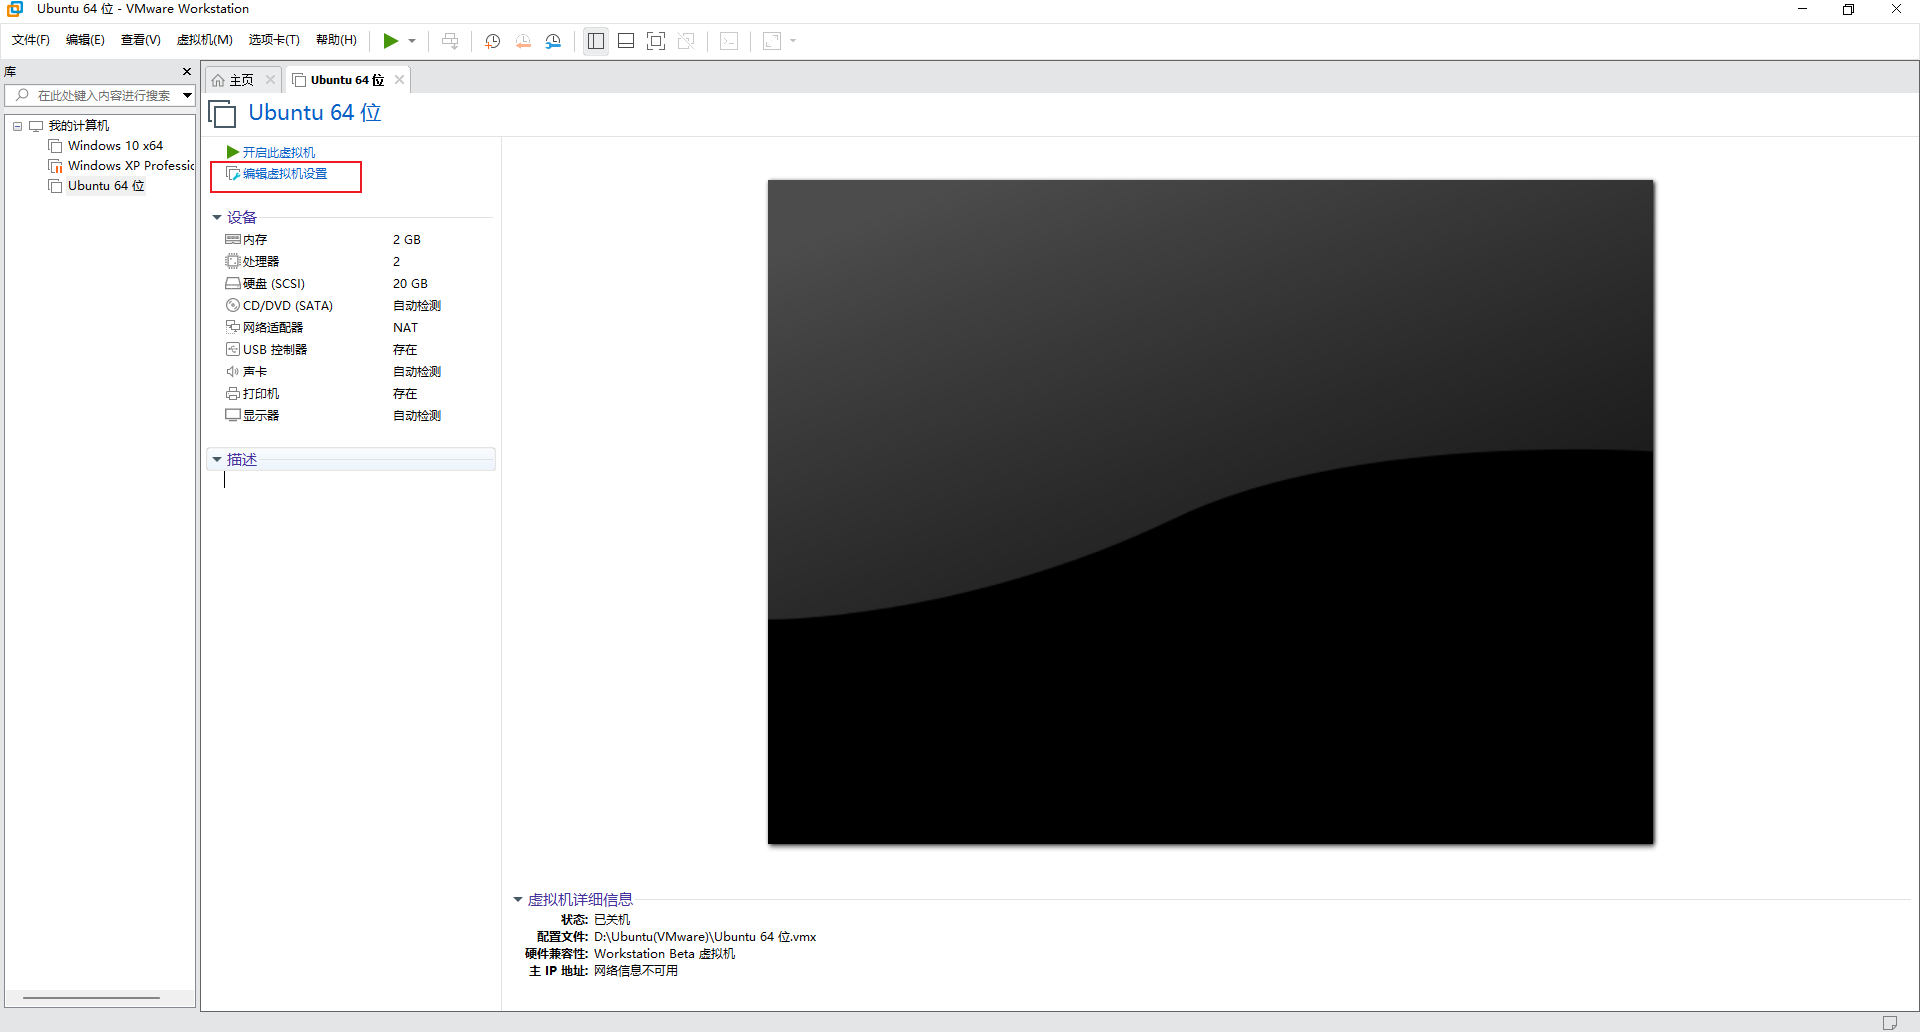 Ubuntu 64 位 - VMware Workstation
文件(F) 编辑(E) 查看(V) 虚拟机(M) 选项卡(T) 帮助(H)
库
在此处键入内容进行搜索
我的计算机
Windows 10 x64
Windows XP Professic
Ubuntu 64 位
主页 Ubuntu 64 位
Ubuntu 64 位
开启此虚拟机
编辑虚拟机设置
设备
内存 2 GB
处理器 2
硬盘 (SCSI) 20 GB
CD/DVD (SATA) 自动检测
网络适配器 NAT
USB 控制器 存在
声卡 自动检测
打印机 存在
显示器 自动检测
描述
虚拟机详细信息
状态: 已关机
配置文件: D:\Ubuntu(VMware)\Ubuntu 64 位.vmx
硬件兼容性: Workstation Beta 虚拟机
主 IP 地址: 网络信息不可用